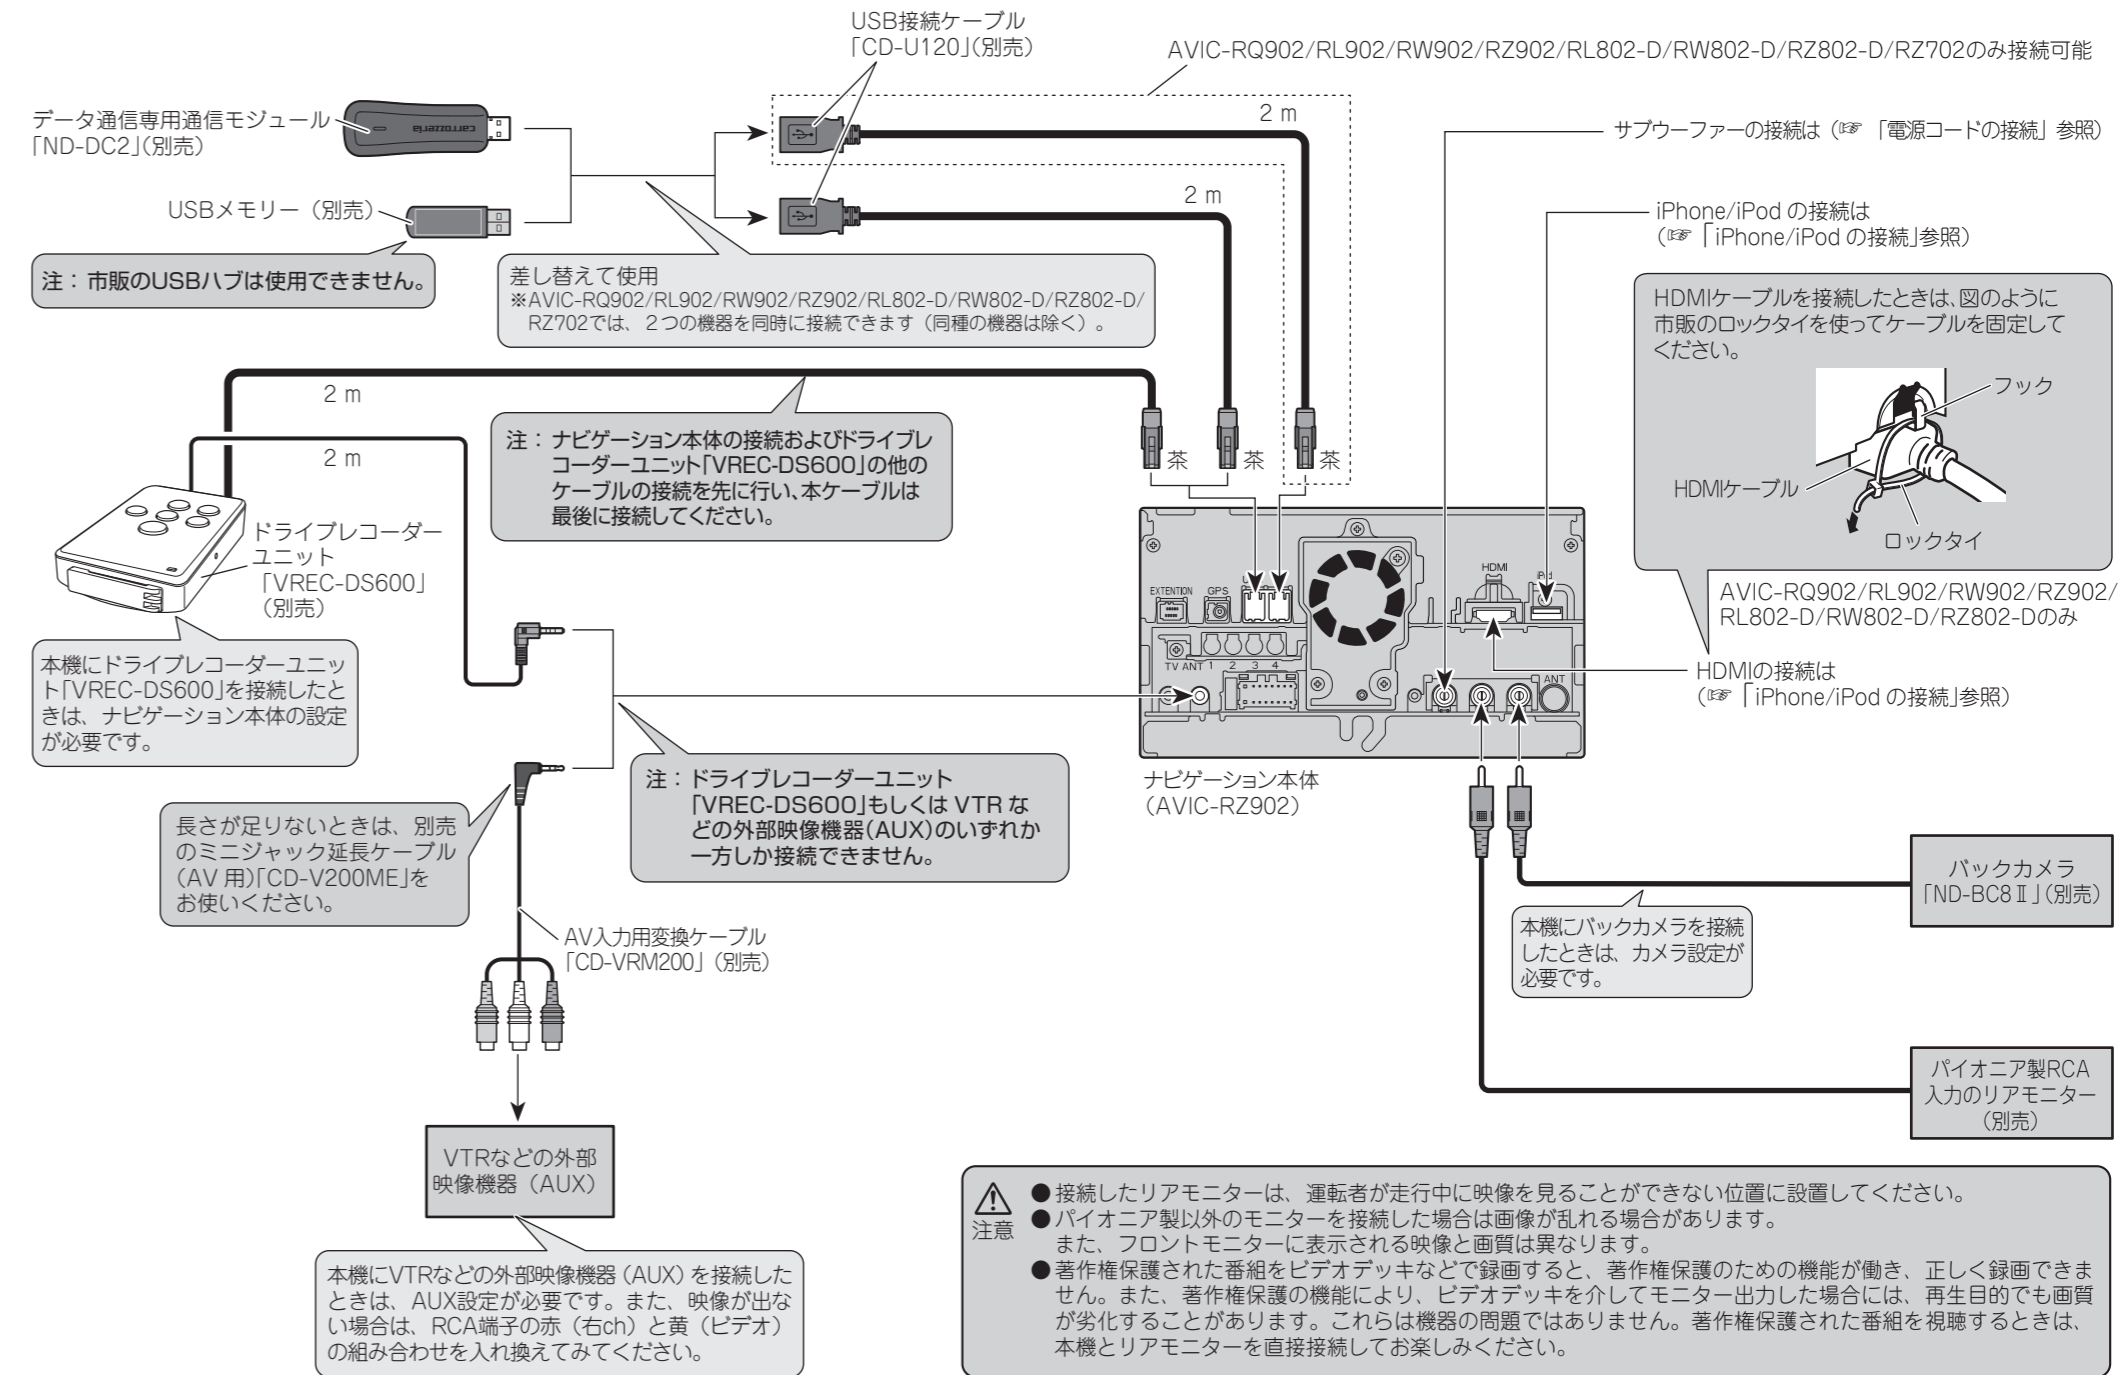 USB接続ケーブル
「CD-U120」(別売)
AVIC-RQ902/RL902/RW902/RZ902/RL802-D/RW802-D/RZ802-D/RZ702のみ接続可能
データ通信専用通信モジュール
「ND-DC2」(別売)
carrozzeria
2 m
サブウーファーの接続は(☞「電源コードの接続」参照)
USBメモリー(別売)
2 m
iPhone/iPod の接続は
(☞「iPhone/iPod の接続」参照)
注:市販のUSBハブは使用できません。
差し替えて使用
※AVIC-RQ902/RL902/RW902/RZ902/RL802-D/RW802-D/RZ802-D/
RZ702では、2つの機器を同時に接続できます(同種の機器は除く)。
HDMIケーブルを接続したときは、図のように
市販のロックタイを使ってケーブルを固定して
ください。
フック
HDMIケーブル
ロックタイ
AVIC-RQ902/RL902/RW902/RZ902/
RL802-D/RW802-D/RZ802-Dのみ
HDMIの接続は
(☞「iPhone/iPod の接続」参照)
2 m
2 m
注:ナビゲーション本体の接続およびドライブレ
コーダーユニット「VREC-DS600」の他の
ケーブルの接続を先に行い、本ケーブルは
最後に接続してください。
茶
茶
茶
ドライブレコーダー
ユニット
「VREC-DS600」
(別売)
本機にドライブレコーダーユニッ
ト「VREC-DS600」を接続したと
きは、ナビゲーション本体の設定
が必要です。
EXTENTION
GPS
HDMI
TV ANT 1 2 3 4
ANT
ナビゲーション本体
(AVIC-RZ902)
注:ドライブレコーダーユニット
「VREC-DS600」もしくは VTR な
どの外部映像機器(AUX)のいずれか
一方しか接続できません。
長さが足りないときは、別売
のミニジャック延長ケーブル
(AV 用)「CD-V200ME」を
お使いください。
AV入力用変換ケーブル
「CD-VRM200」(別売)
バックカメラ
「ND-BC8Ⅱ」(別売)
本機にバックカメラを接続
したときは、カメラ設定が
必要です。
パイオニア製RCA
入力のリアモニター
(別売)
VTRなどの外部
映像機器(AUX)
本機にVTRなどの外部映像機器(AUX)を接続した
ときは、AUX設定が必要です。また、映像が出な
い場合は、RCA端子の赤(右ch)と黄(ビデオ)
の組み合わせを入れ換えてみてください。
注意
●接続したリアモニターは、運転者が走行中に映像を見ることができない位置に設置してください。
●パイオニア製以外のモニターを接続した場合は画像が乱れる場合があります。
また、フロントモニターに表示される映像と画質は異なります。
●著作権保護された番組をビデオデッキなどで録画すると、著作権保護のための機能が働き、正しく録画できま
せん。また、著作権保護の機能により、ビデオデッキを介してモニター出力した場合には、再生目的でも画質
が劣化することがあります。これらは機器の問題ではありません。著作権保護された番組を視聴するときは、
本機とリアモニターを直接接続してお楽しみください。